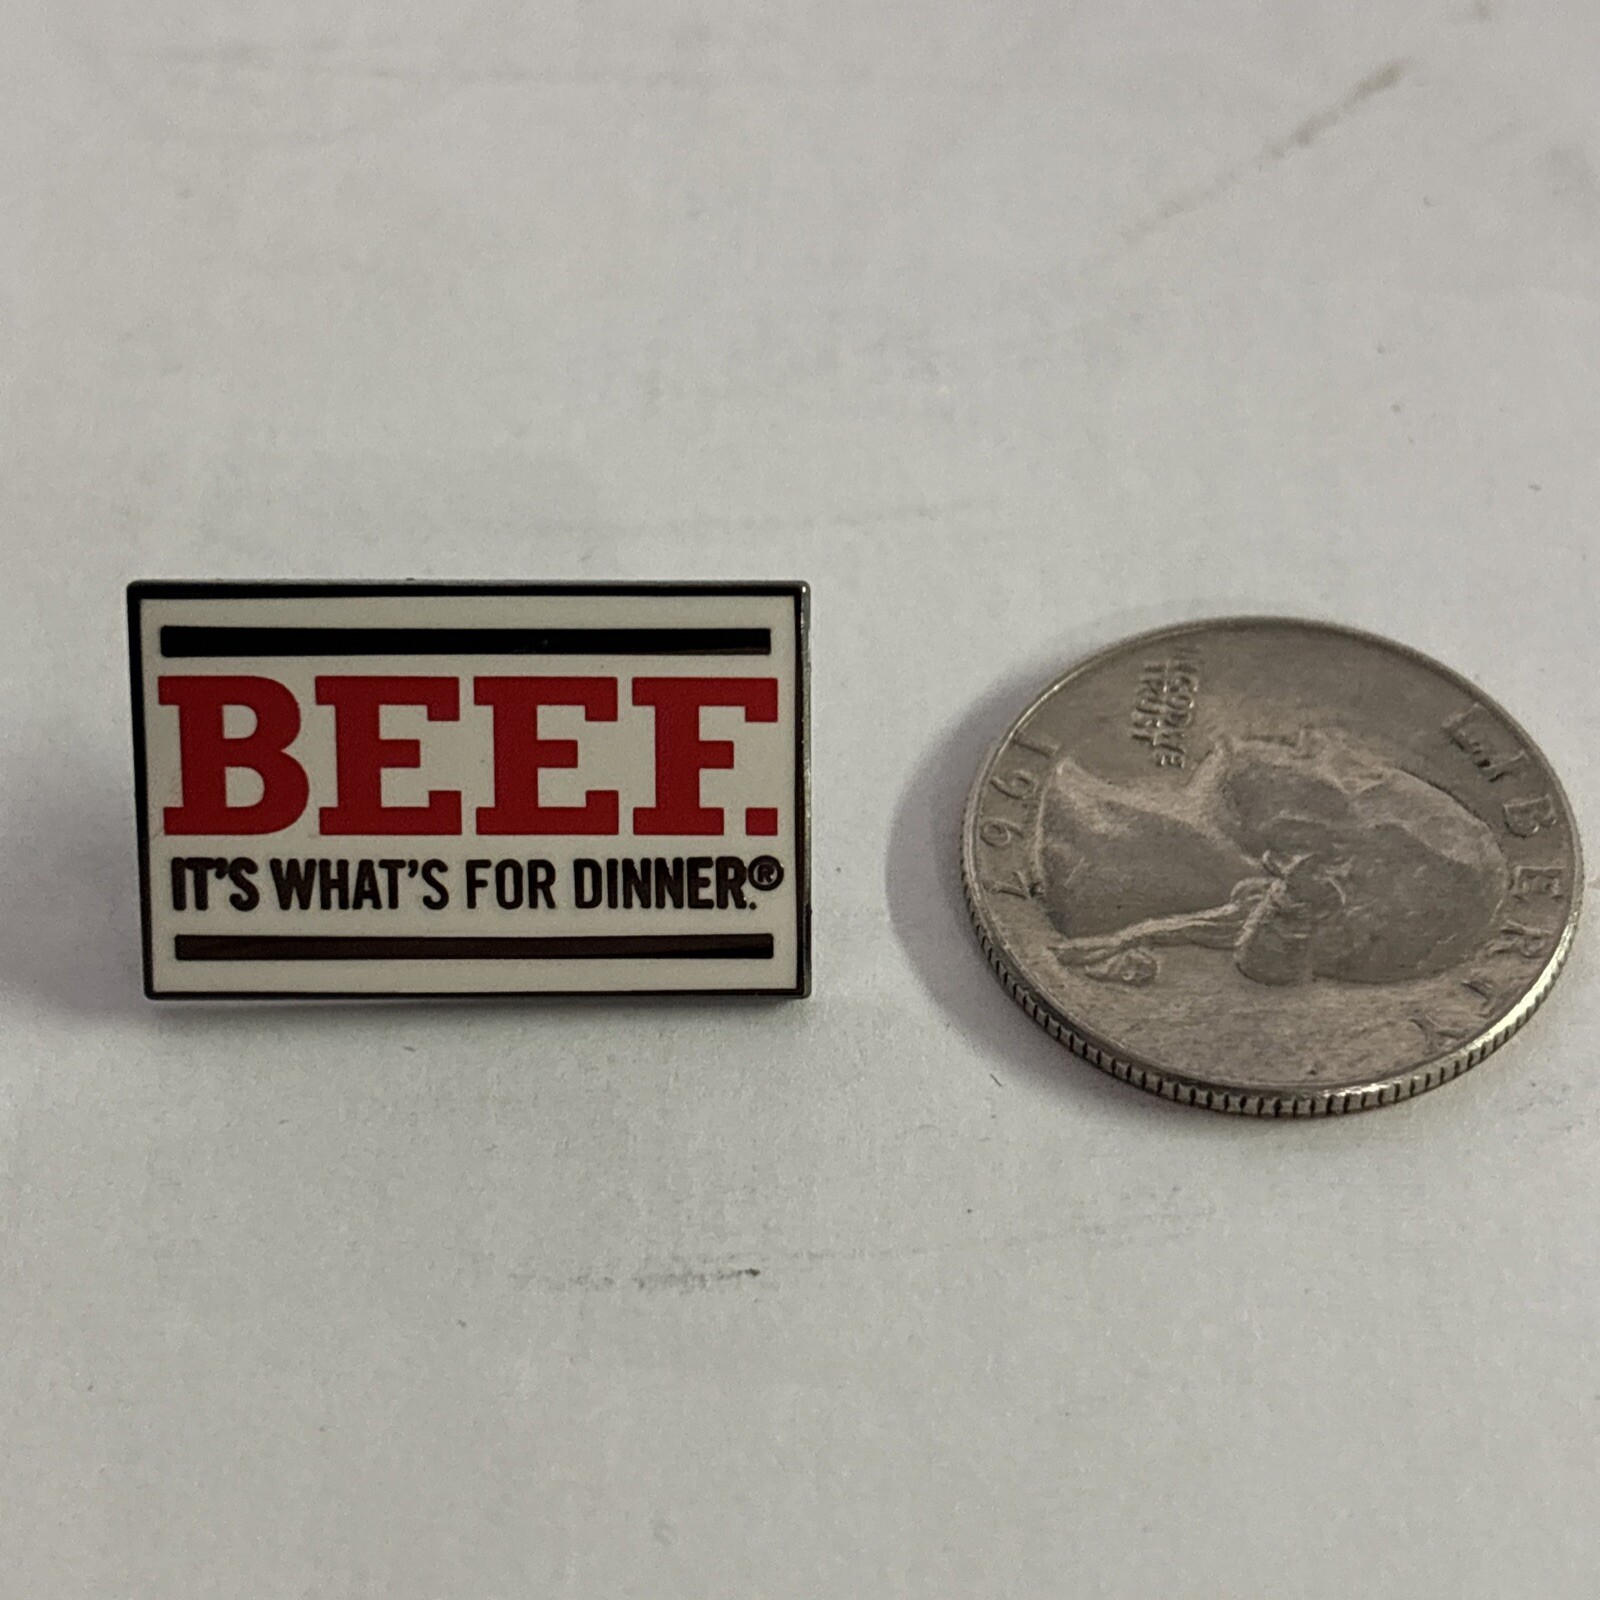 BEEF.
IT'S WHAT'S FOR DINNER.®
LIBERTY
IN GOD WE
TRUST
1967